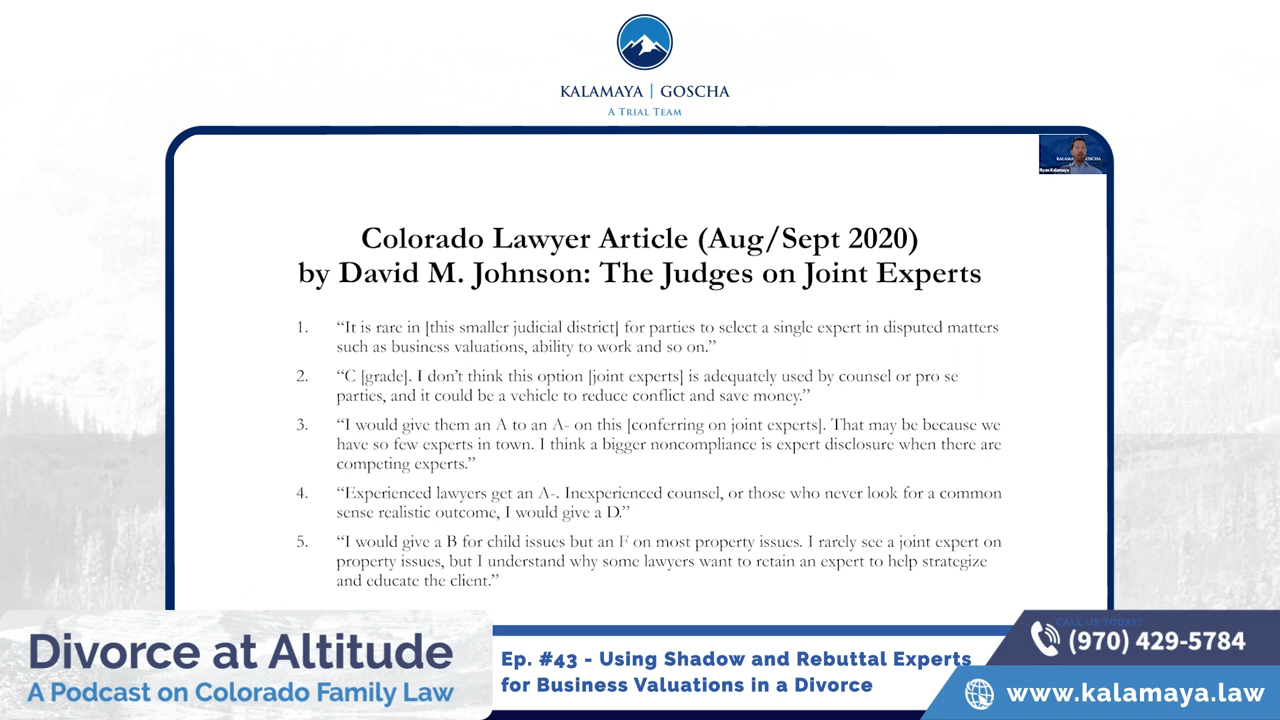 KALAMAYA | GOSCHA
A TRIAL TEAM
KALAMA GOSCHA
Ryan Kalamaya
Colorado Lawyer Article (Aug/Sept 2020)
by David M. Johnson: The Judges on Joint Experts
1. “It is rare in [this smaller judicial district] for parties to select a single expert in disputed matters
such as business valuations, ability to work and so on.”
2. “C [grade]. I don’t think this option [joint experts] is adequately used by counsel or pro se
parties, and it could be a vehicle to reduce conflict and save money.”
3. “I would give them an A to an A- on this [conferring on joint experts]. That may be because we
have so few experts in town. I think a bigger noncompliance is expert disclosure when there are
competing experts.”
4. “Experienced lawyers get an A-. Inexperienced counsel, or those who never look for a common
sense realistic outcome, I would give a D.”
5. “I would give a B for child issues but an F on most property issues. I rarely see a joint expert on
property issues, but I understand why some lawyers want to retain an expert to help strategize
and educate the client.”
Divorce at Altitude
A Podcast on Colorado Family Law
Ep. #43 - Using Shadow and Rebuttal Experts
for Business Valuations in a Divorce
CALL US TODAY!
(970) 429-5784
www.kalamaya.law